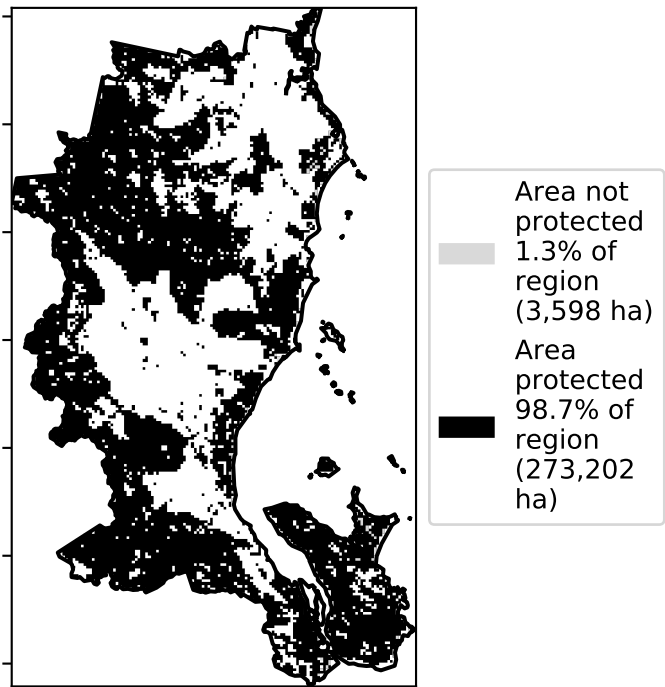 Area not
protected
1.3% of
region
(3,598 ha)
Area
protected
98.7% of
region
(273,202
ha)